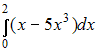 ∫₀² (x − 5x³)dx